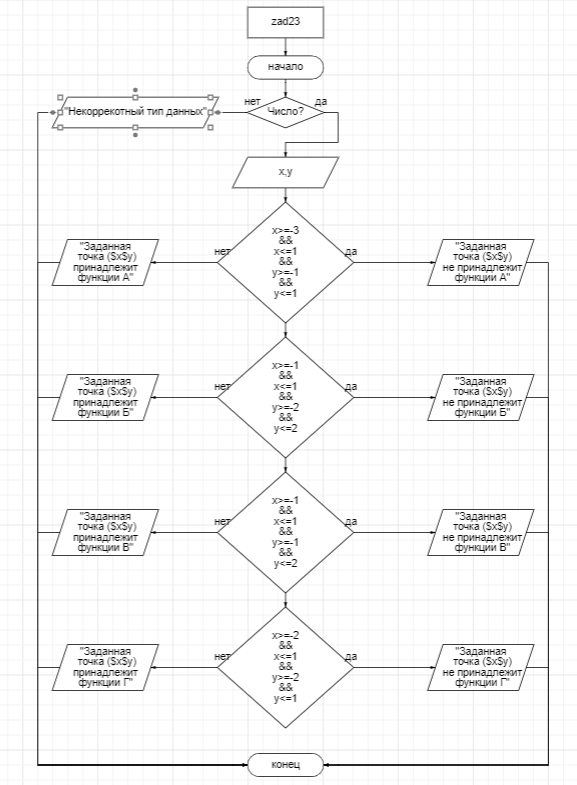 zad23
начало
нет
да
"Некоррекотный тип данных"
Число?
x,y
x>=-3
&&
x<=1
&&
y>=-1
&&
y<=1
нет
да
"Заданная
точка ($x$y)
принадлежит
функции А"
"Заданная
точка ($x$y)
не принадлежит
функции А"
x>=-1
&&
x<=1
&&
y>=-2
&&
y<=2
нет
да
"Заданная
точка ($x$y)
принадлежит
функции Б"
"Заданная
точка ($x$y)
не принадлежит
функции Б"
x>=-1
&&
x<=1
&&
y>=-1
&&
y<=2
нет
да
"Заданная
точка ($x$y)
принадлежит
функции В"
"Заданная
точка ($x$y)
не принадлежит
функции В"
x>=-2
&&
x<=1
&&
y>=-2
&&
y<=1
нет
да
"Заданная
точка ($x$y)
принадлежит
функции Г"
"Заданная
точка ($x$y)
не принадлежит
функции Г"
конец